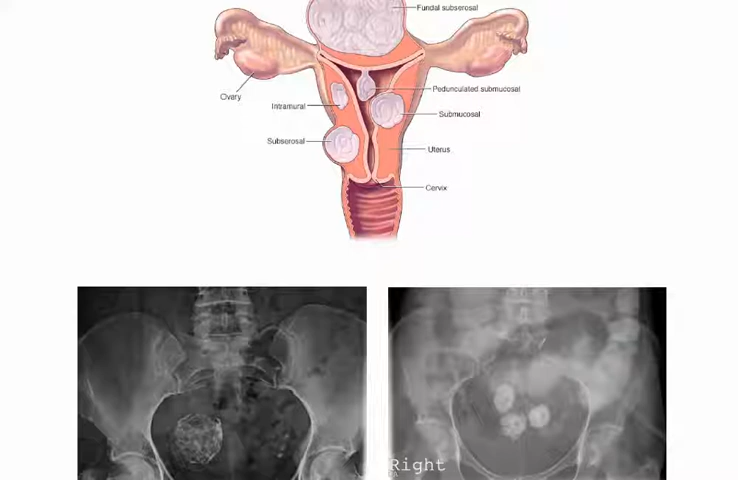 Fundal subserosal
Pedunculated submucosal
Ovary
Intramural
Submucosal
Subserosal
Uterus
Cervix
Right